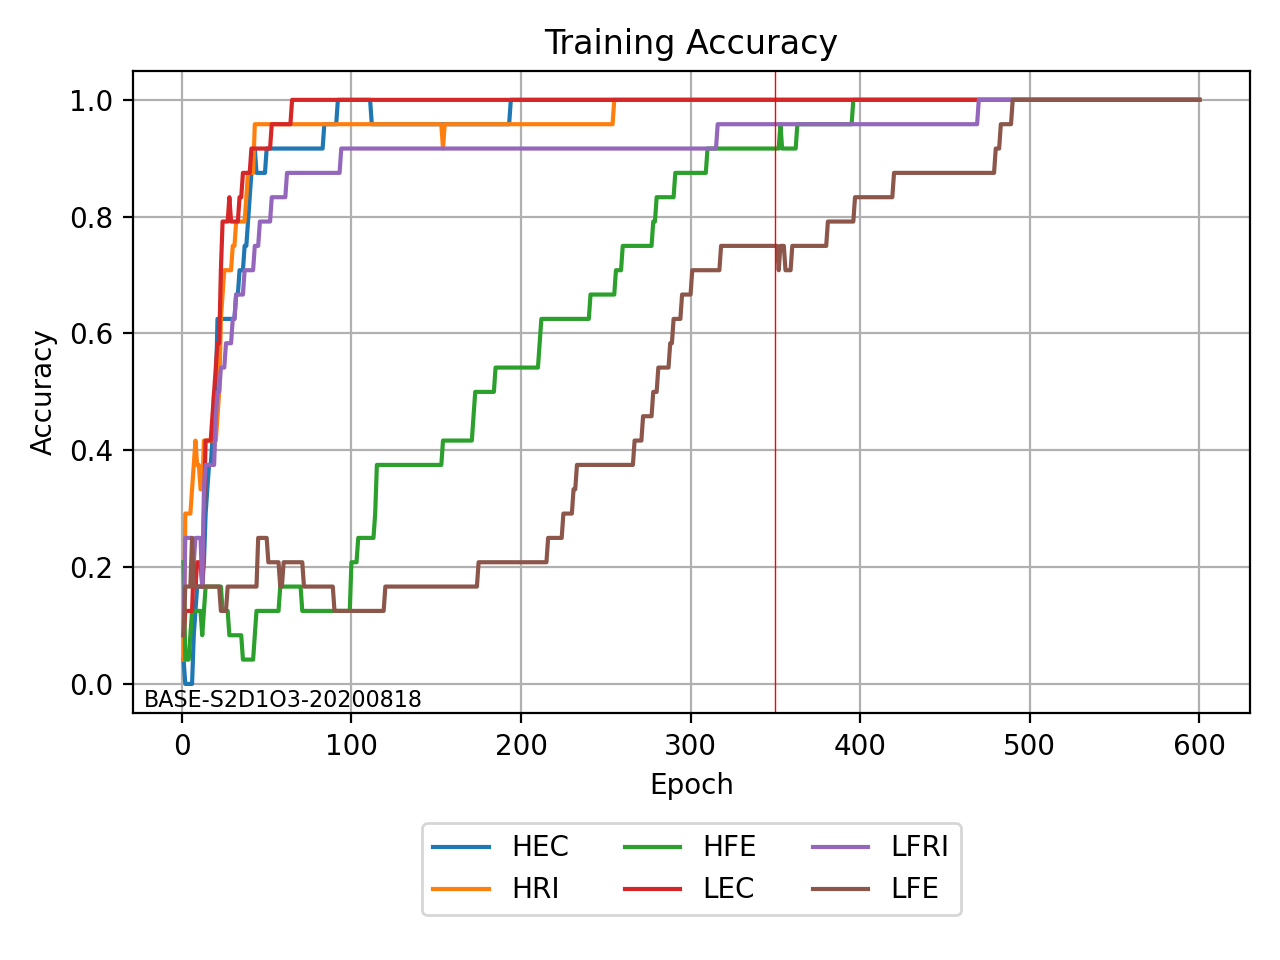 Training Accuracy
1.0
0.8
0.6
0.4
0.2
0.0
Accuracy
BASE-S2D1O3-20200818
0 100 200 300 400 500 600
Epoch
HEC HFE LFRI
HRI LEC LFE